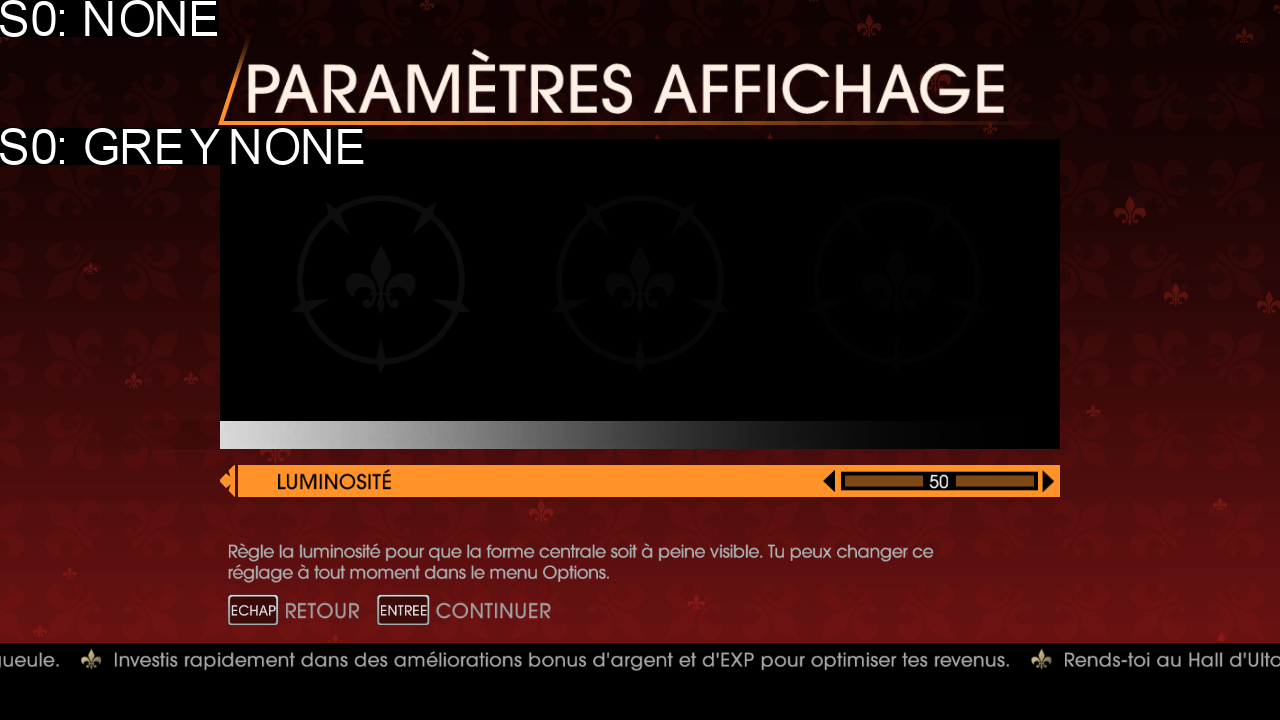 S0: NONE
PARAMÈTRES AFFICHAGE
S0: GREY NONE
LUMINOSITÉ
50
Règle la luminosité pour que la forme centrale soit à peine visible. Tu peux changer ce
réglage à tout moment dans le menu Options.
ECHAP RETOUR ENTREE CONTINUER
gueule. Investis rapidement dans des améliorations bonus d'argent et d'EXP pour optimiser tes revenus. Rends-toi au Hall d'Ulto